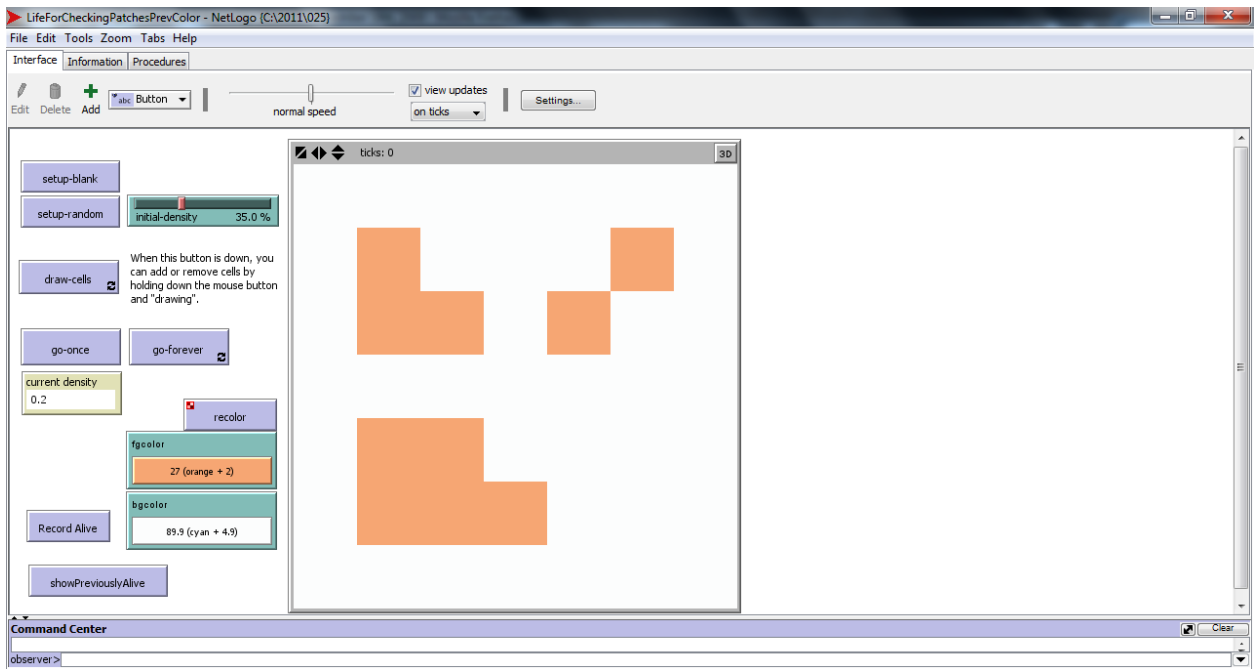 LifeForCheckingPatchesPrevColor - NetLogo {C:\2011\025}
File Edit Tools Zoom Tabs Help
Interface Information Procedures
Edit Delete Add abc Button normal speed view updates on ticks Settings...
ticks: 0 3D
setup-blank
setup-random
initial-density 35.0 %
draw-cells
When this button is down, you
can add or remove cells by
holding down the mouse button
and "drawing".
go-once go-forever
current density
0.2
recolor
fgcolor
27 (orange + 2)
bgcolor
89.9 (cyan + 4.9)
Record Alive
showPreviouslyAlive
Command Center Clear
observer>